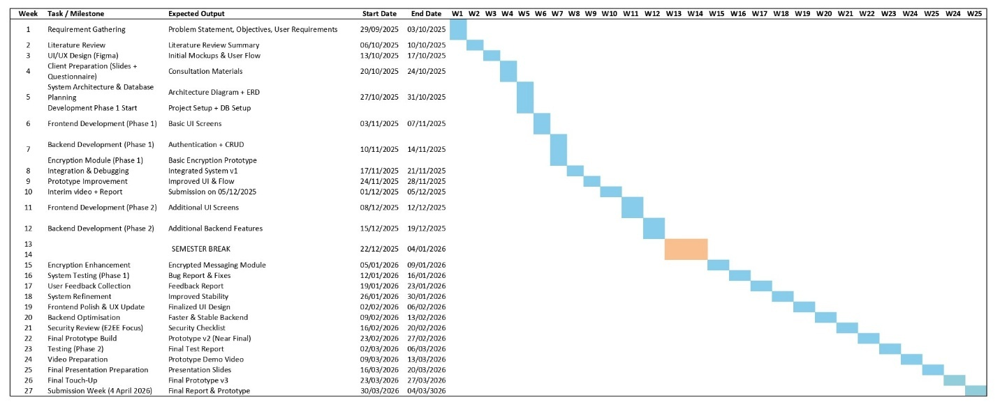 Week Task / Milestone Expected Output Start Date End Date W1 W2 W3 W4 W5 W6 W7 W8 W9 W10 W11 W12 W13 W14 W15 W16 W17 W18 W19 W20 W21 W22 W23 W24 W25 W24 W25
1 Requirement Gathering Problem Statement, Objectives, User Requirements 29/09/2025 03/10/2025
2 Literature Review Literature Review Summary 06/10/2025 10/10/2025
3 UI/UX Design (Figma) Initial Mockups & User Flow 13/10/2025 17/10/2025
4 Client Preparation (Slides + Questionnaire) Consultation Materials 20/10/2025 24/10/2025
5 System Architecture & Database Planning Architecture Diagram + ERD 27/10/2025 31/10/2025
Development Phase 1 Start Project Setup + DB Setup
6 Frontend Development (Phase 1) Basic UI Screens 03/11/2025 07/11/2025
7 Backend Development (Phase 1) Authentication + CRUD 10/11/2025 14/11/2025
Encryption Module (Phase 1) Basic Encryption Prototype
8 Integration & Debugging Integrated System v1 17/11/2025 21/11/2025
9 Prototype Improvement Improved UI & Flow 24/11/2025 28/11/2025
10 Interim video + Report Submission on 05/12/2025 01/12/2025 05/12/2025
11 Frontend Development (Phase 2) Additional UI Screens 08/12/2025 12/12/2025
12 Backend Development (Phase 2) Additional Backend Features 15/12/2025 19/12/2025
13
14 SEMESTER BREAK 22/12/2025 04/01/2026
15 Encryption Enhancement Encrypted Messaging Module 05/01/2026 09/01/2026
16 System Testing (Phase 1) Bug Report & Fixes 12/01/2026 16/01/2026
17 User Feedback Collection Feedback Report 19/01/2026 23/01/2026
18 System Refinement Improved Stability 26/01/2026 30/01/2026
19 Frontend Polish & UX Update Finalized UI Design 02/02/2026 06/02/2026
20 Backend Optimisation Faster & Stable Backend 09/02/2026 13/02/2026
21 Security Review (E2EE Focus) Security Checklist 16/02/2026 20/02/2026
22 Final Prototype Build Prototype v2 (Near Final) 23/02/2026 27/02/2026
23 Testing (Phase 2) Final Test Report 02/03/2026 06/03/2026
24 Video Preparation Prototype Demo Video 09/03/2026 13/03/2026
25 Final Presentation Preparation Presentation Slides 16/03/2026 20/03/2026
26 Final Touch-Up Final Prototype v3 23/03/2026 27/03/2026
27 Submission Week (4 April 2026) Final Report & Prototype 30/03/2026 04/03/3026